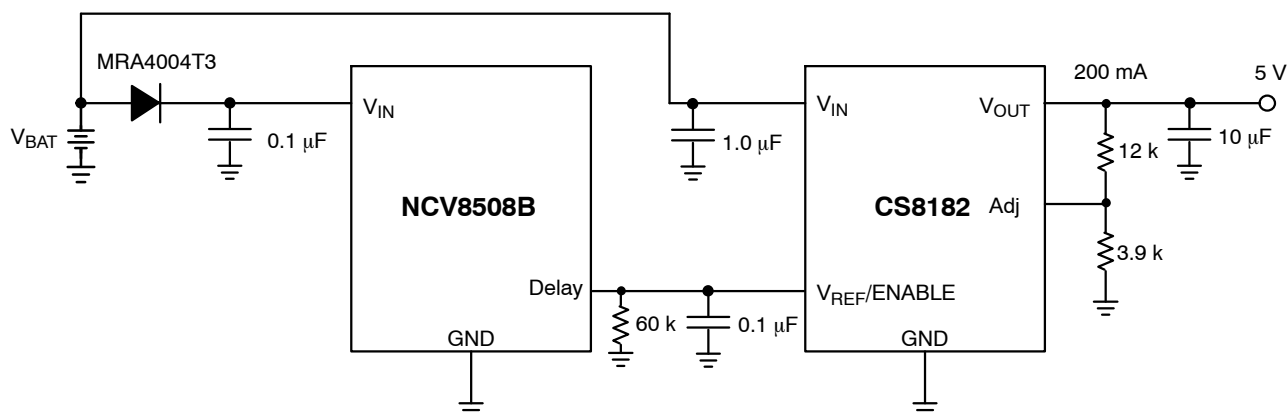 MRA4004T3
200 mA
5 V
V_BAT
0.1 μF
V_IN
1.0 μF
V_IN
V_OUT
12 k
10 μF
NCV8508B
CS8182
Adj
3.9 k
Delay
60 k
0.1 μF
V_REF/ENABLE
GND
GND